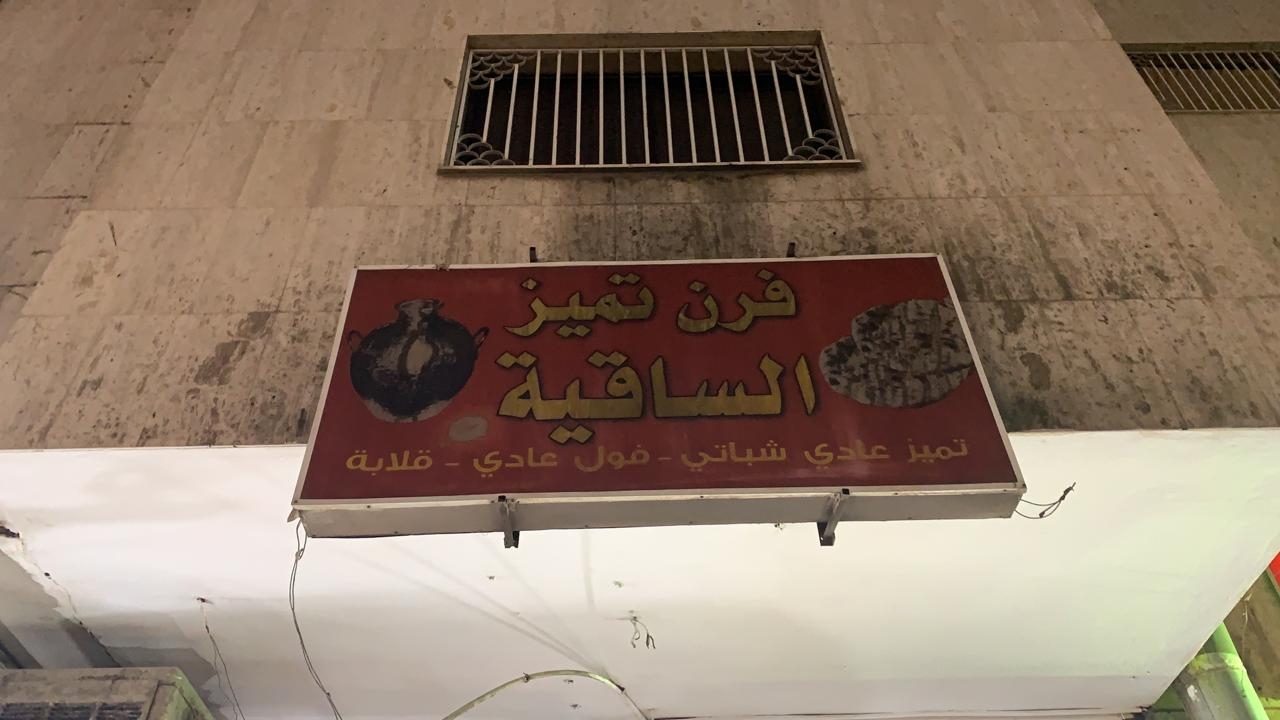 فرن تميز
الساقية
تميز عادي شباتي - فول عادي - قلابة